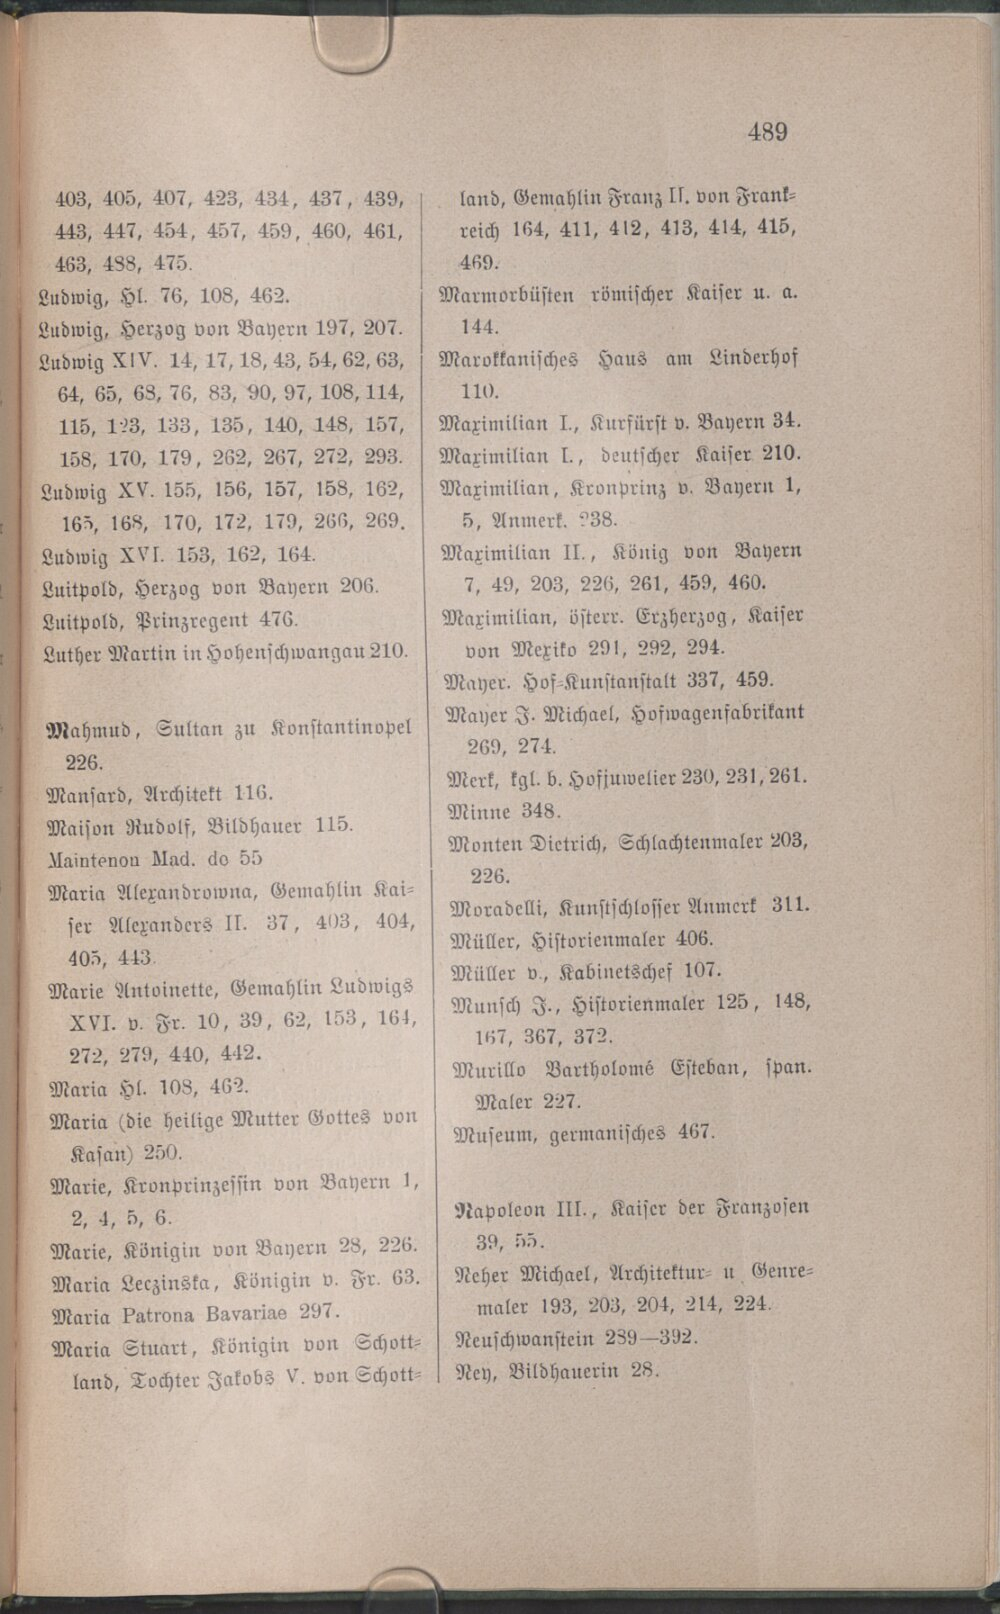 489
403, 405, 407, 423, 434, 437, 439,
443, 447, 454, 457, 459, 460, 461,
463, 488, 475.
Ludwig, Hl. 76, 108, 462.
Ludwig, Herzog von Bayern 197, 207.
Ludwig XIV. 14, 17, 18, 43, 54, 62, 63,
64, 65, 68, 76, 83, 90, 97, 108, 114,
115, 123, 133, 135, 140, 148, 157,
158, 170, 179, 262, 267, 272, 293.
Ludwig XV. 155, 156, 157, 158, 162,
165, 168, 170, 172, 179, 266, 269.
Ludwig XVI. 153, 162, 164.
Luitpold, Herzog von Bayern 206.
Luitpold, Prinzregent 476.
Luther Martin in Hohenschwangau 210.
Mahmud, Sultan zu Konstantinopel
226.
Mansard, Architekt 116.
Maison Rudolf, Bildhauer 115.
Maintenon Mad. de 55
Maria Alexandrowna, Gemahlin Kai-
ser Alexanders II. 37, 403, 404,
405, 443.
Marie Antoinette, Gemahlin Ludwigs
XVI. v. Fr. 10, 39, 62, 153, 164,
272, 279, 440, 442.
Maria Hl. 108, 462.
Maria (die heilige Mutter Gottes von
Kasan) 250.
Marie, Kronprinzessin von Bayern 1,
2, 4, 5, 6.
Marie, Königin von Bayern 28, 226.
Maria Leczinska, Königin v. Fr. 63.
Maria Patrona Bavariae 297.
Maria Stuart, Königin von Schott-
land, Tochter Jakobs V. von Schott-
land, Gemahlin Franz II. von Frank-
reich 164, 411, 412, 413, 414, 415,
469.
Marmorbüsten römischer Kaiser u. a.
144.
Marokkanisches Haus am Linderhof
110.
Maximilian I., Kurfürst v. Bayern 34.
Maximilian I., deutscher Kaiser 210.
Maximilian, Kronprinz v. Bayern 1,
5, Anmerk. 238.
Maximilian II., König von Bayern
7, 49, 203, 226, 261, 459, 460.
Maximilian, österr. Erzherzog, Kaiser
von Mexiko 291, 292, 294.
Mayer. Hof-Kunstanstalt 337, 459.
Mayer J. Michael, Hofwagenfabrikant
269, 274.
Merk, kgl. b. Hofjuwelier 230, 231, 261.
Minne 348.
Monten Dietrich, Schlachtenmaler 203,
226.
Moradelli, Kunstschlosser Anmerk 311.
Müller, Historienmaler 406.
Müller v., Kabinetschef 107.
Munsch J., Historienmaler 125, 148,
167, 367, 372.
Murillo Bartholomé Esteban, span.
Maler 227.
Museum, germanisches 467.
Napoleon III., Kaiser der Franzosen
39, 55.
Neher Michael, Architektur- u Genre-
maler 193, 203, 204, 214, 224.
Neuschwanstein 289—392.
Ney, Bildhauerin 28.